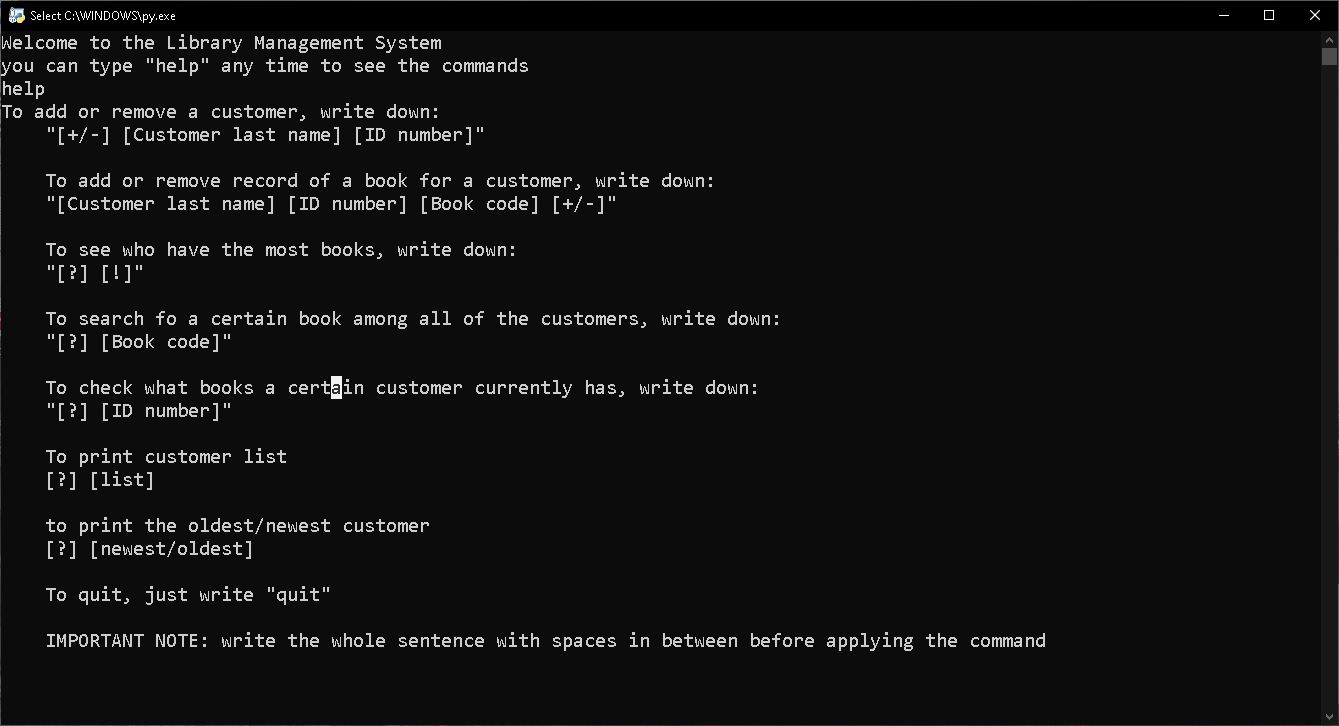 Select C:\WINDOWS\py.exe
Welcome to the Library Management System
you can type "help" any time to see the commands
help
To add or remove a customer, write down:
"[+/-] [Customer last name] [ID number]"
To add or remove record of a book for a customer, write down:
"[Customer last name] [ID number] [Book code] [+/-]"
To see who have the most books, write down:
"[?] [!]"
To search fo a certain book among all of the customers, write down:
"[?] [Book code]"
To check what books a certain customer currently has, write down:
"[?] [ID number]"
To print customer list
[?] [list]
to print the oldest/newest customer
[?] [newest/oldest]
To quit, just write "quit"
IMPORTANT NOTE: write the whole sentence with spaces in between before applying the command